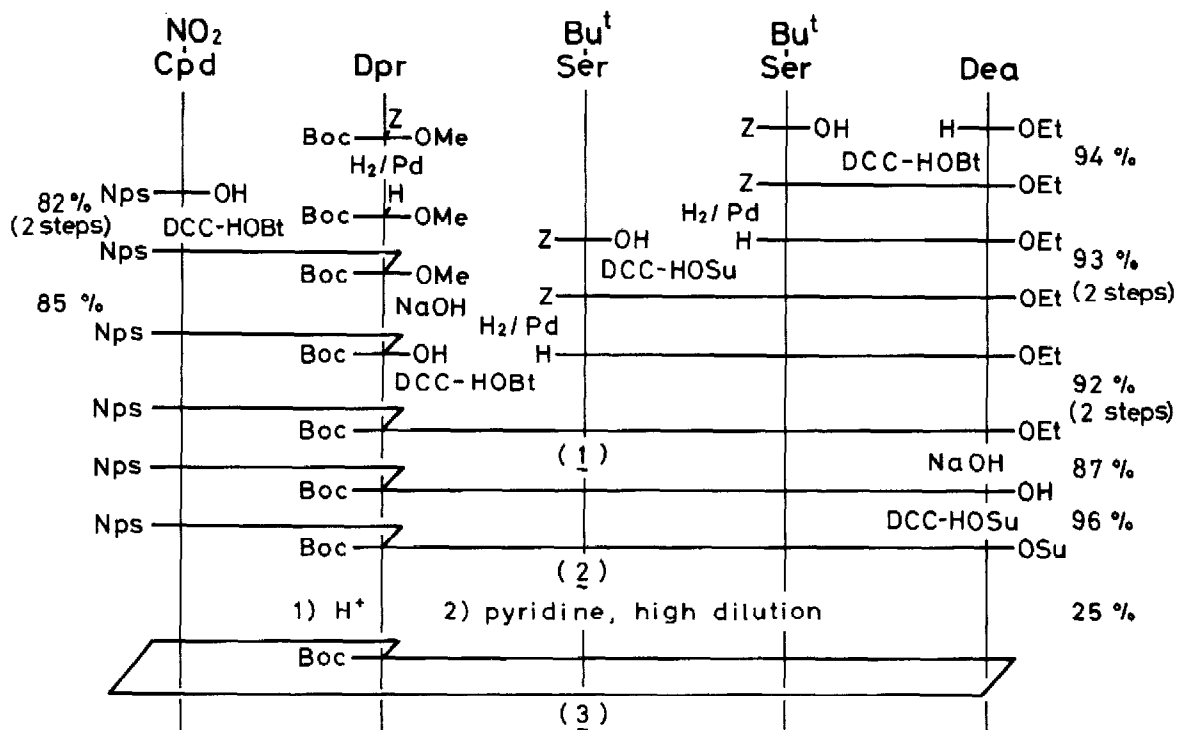 NO₂ Buᵗ Buᵗ
Cpd Dpr Ser Ser Dea
Z
Boc OMe Z OH H OEt
H₂/Pd DCC-HOBt 94 %
82% Nps OH H Z OEt
(2 steps) DCC-HOBt Boc OMe H₂/Pd
Nps Z OH H OEt
Boc OMe DCC-HOSu 93 %
85 % NaOH Z OEt (2 steps)
Nps H₂/Pd
Boc OH H OEt
DCC-HOBt 92 %
Nps (2 steps)
Boc OEt
(1)
Nps NaOH 87 %
Boc OH
Nps DCC-HOSu 96 %
Boc OSu
(2)
1) H⁺ 2) pyridine, high dilution 25 %
Boc
(3)